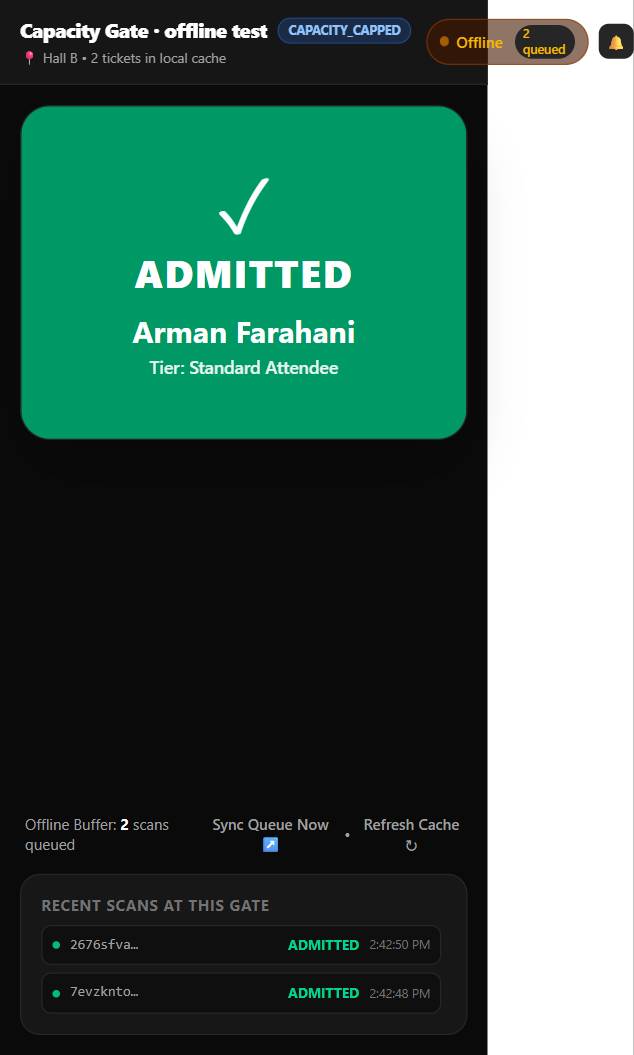 Capacity Gate • offline test CAPACITY_CAPPED
📍 Hall B • 2 tickets in local cache
Offline
2
queued
✓
ADMITTED
Arman Farahani
Tier: Standard Attendee
Offline Buffer: 2 scans
queued
Sync Queue Now
↗
•
Refresh Cache
↻
RECENT SCANS AT THIS GATE
2676sfva… ADMITTED 2:42:50 PM
7evzknto… ADMITTED 2:42:48 PM